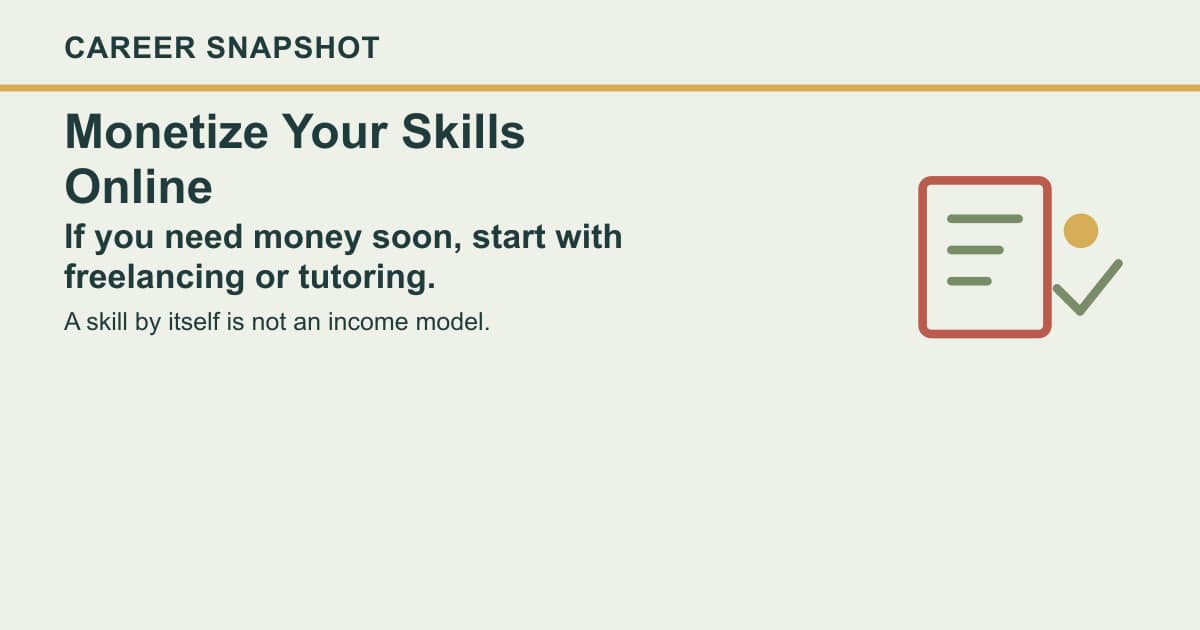 CAREER SNAPSHOT
Monetize Your Skills
Online
If you need money soon, start with
freelancing or tutoring.
A skill by itself is not an income model.